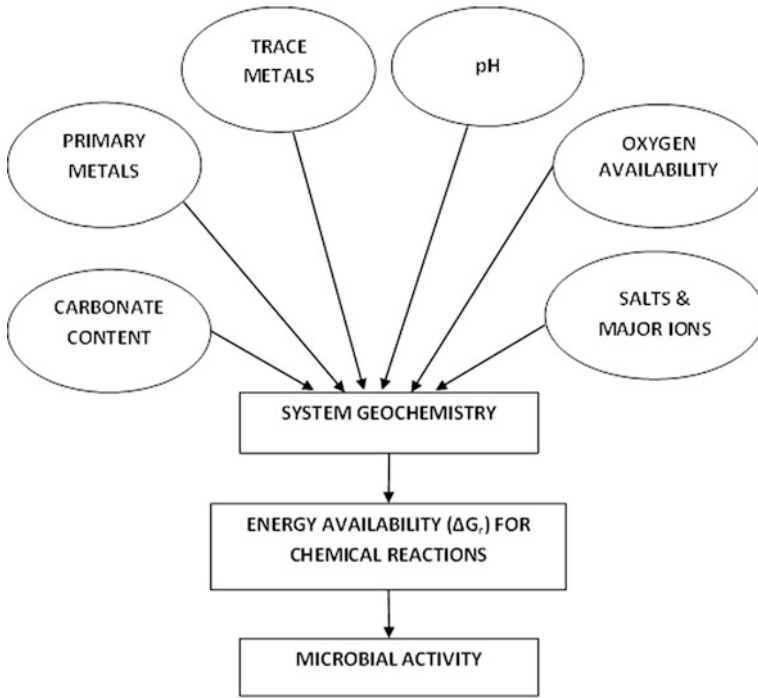 TRACE
METALS
pH
PRIMARY
METALS
OXYGEN
AVAILABILITY
CARBONATE
CONTENT
SALTS &
MAJOR IONS
SYSTEM GEOCHEMISTRY
ENERGY AVAILABILITY (ΔGᵣ) FOR
CHEMICAL REACTIONS
MICROBIAL ACTIVITY